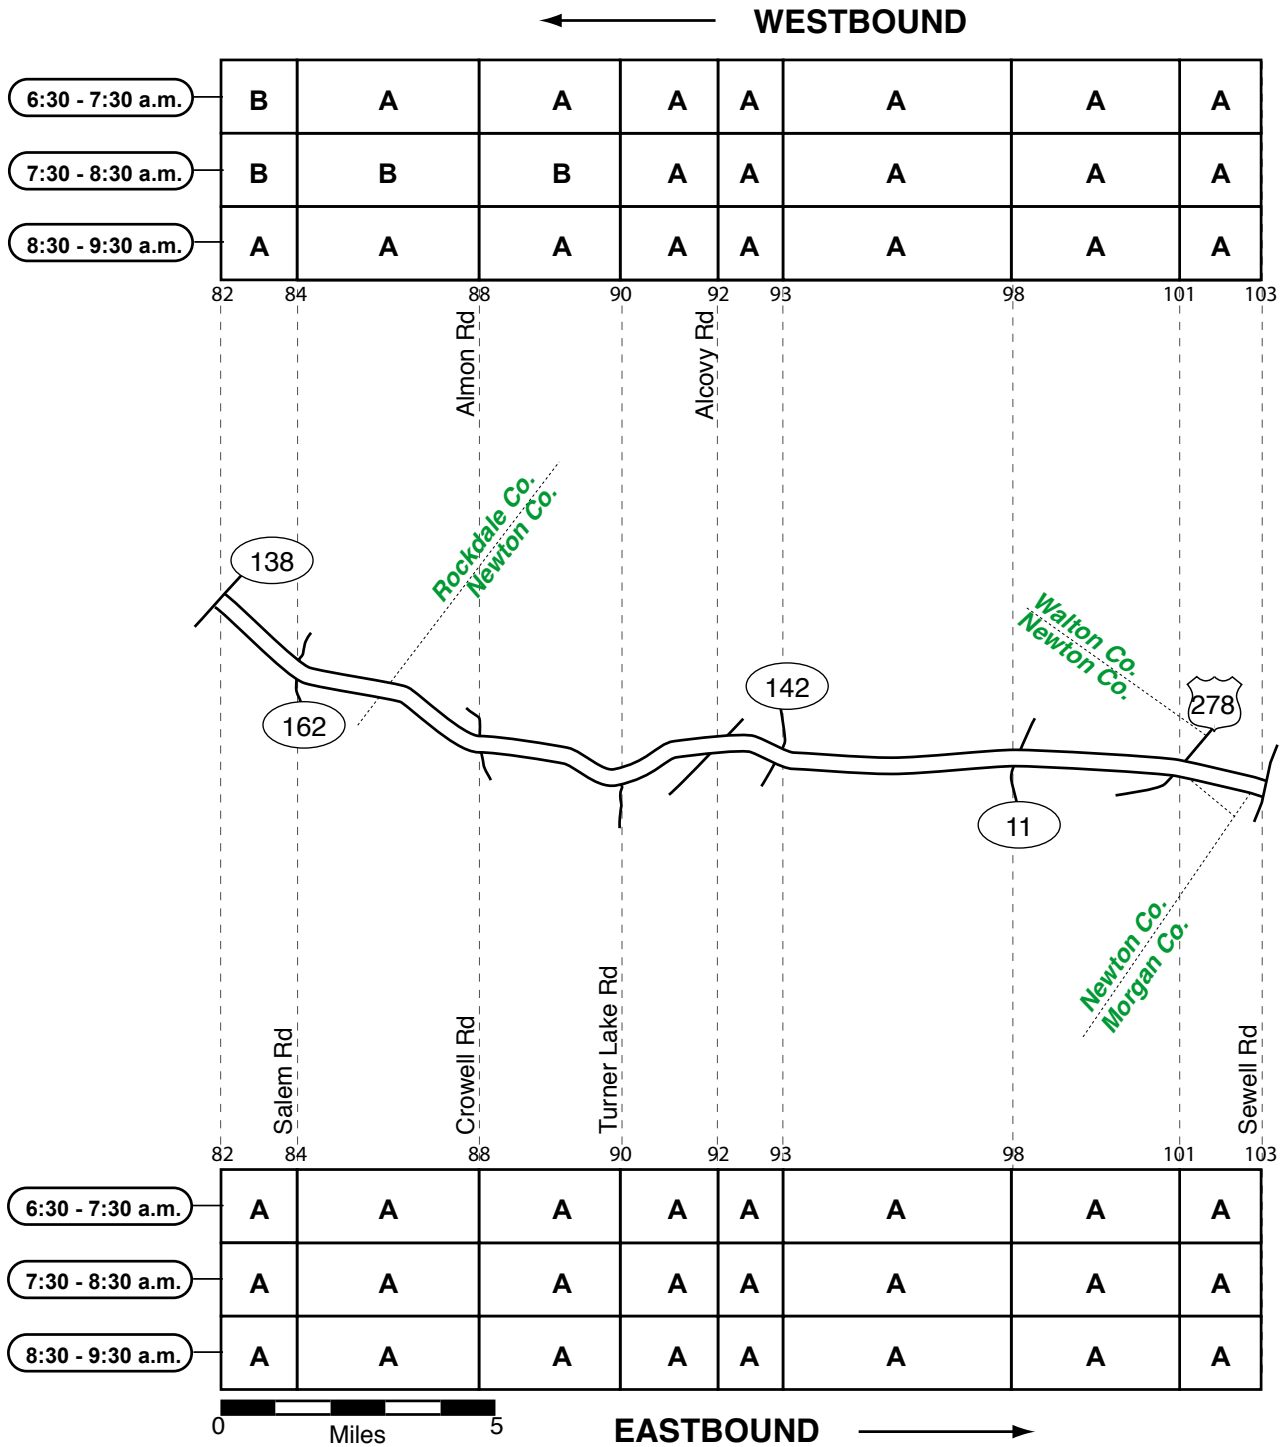 WESTBOUND
6:30 - 7:30 a.m. B A A A A A A A
7:30 - 8:30 a.m. B B B A A A A A
8:30 - 9:30 a.m. A A A A A A A A
82 84 88 90 92 93 98 101 103
Almon Rd
Alcovy Rd
Rockdale Co.
Newton Co.
138
162
142
Walton Co.
Newton Co.
278
11
Newton Co.
Morgan Co.
Salem Rd
Crowell Rd
Turner Lake Rd
Sewell Rd
82 84 88 90 92 93 98 101 103
6:30 - 7:30 a.m. A A A A A A A A
7:30 - 8:30 a.m. A A A A A A A A
8:30 - 9:30 a.m. A A A A A A A A
0 5
Miles
EASTBOUND